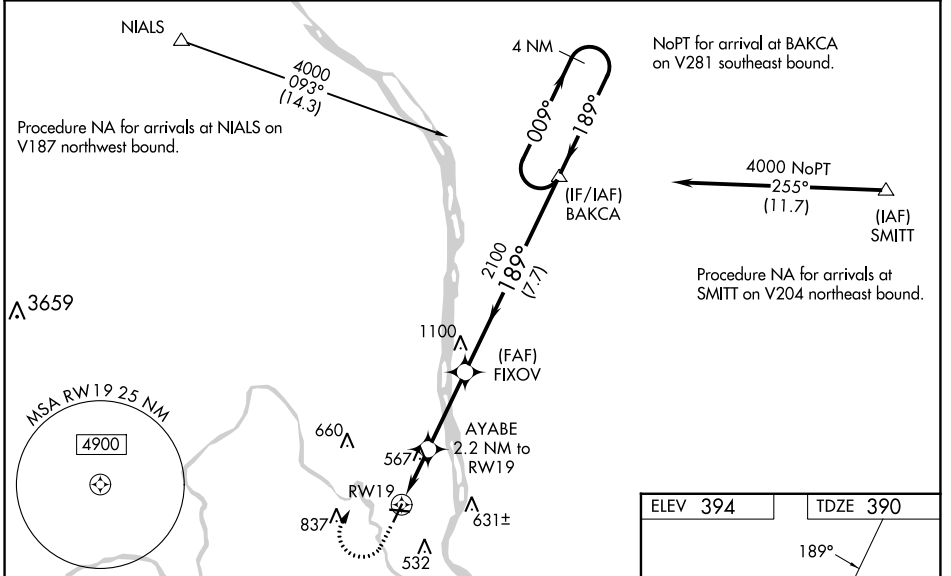 NIALS
4000
093°
(14.3)
Procedure NA for arrivals at NIALS on
V187 northwest bound.
4 NM
009°
189°
NoPT for arrival at BAKCA
on V281 southeast bound.
(IF/IAF)
BAKCA
4000 NoPT
255°
(11.7)
(IAF)
SMITT
Procedure NA for arrivals at
SMITT on V204 northeast bound.
2100
189°
(7.7)
3659
1100
(FAF)
FIXOV
MSA RW19 25 NM
4900
660
567
AYABE
2.2 NM to
RW19
RW19
837
631±
532
ELEV 394
TDZE 390
189°